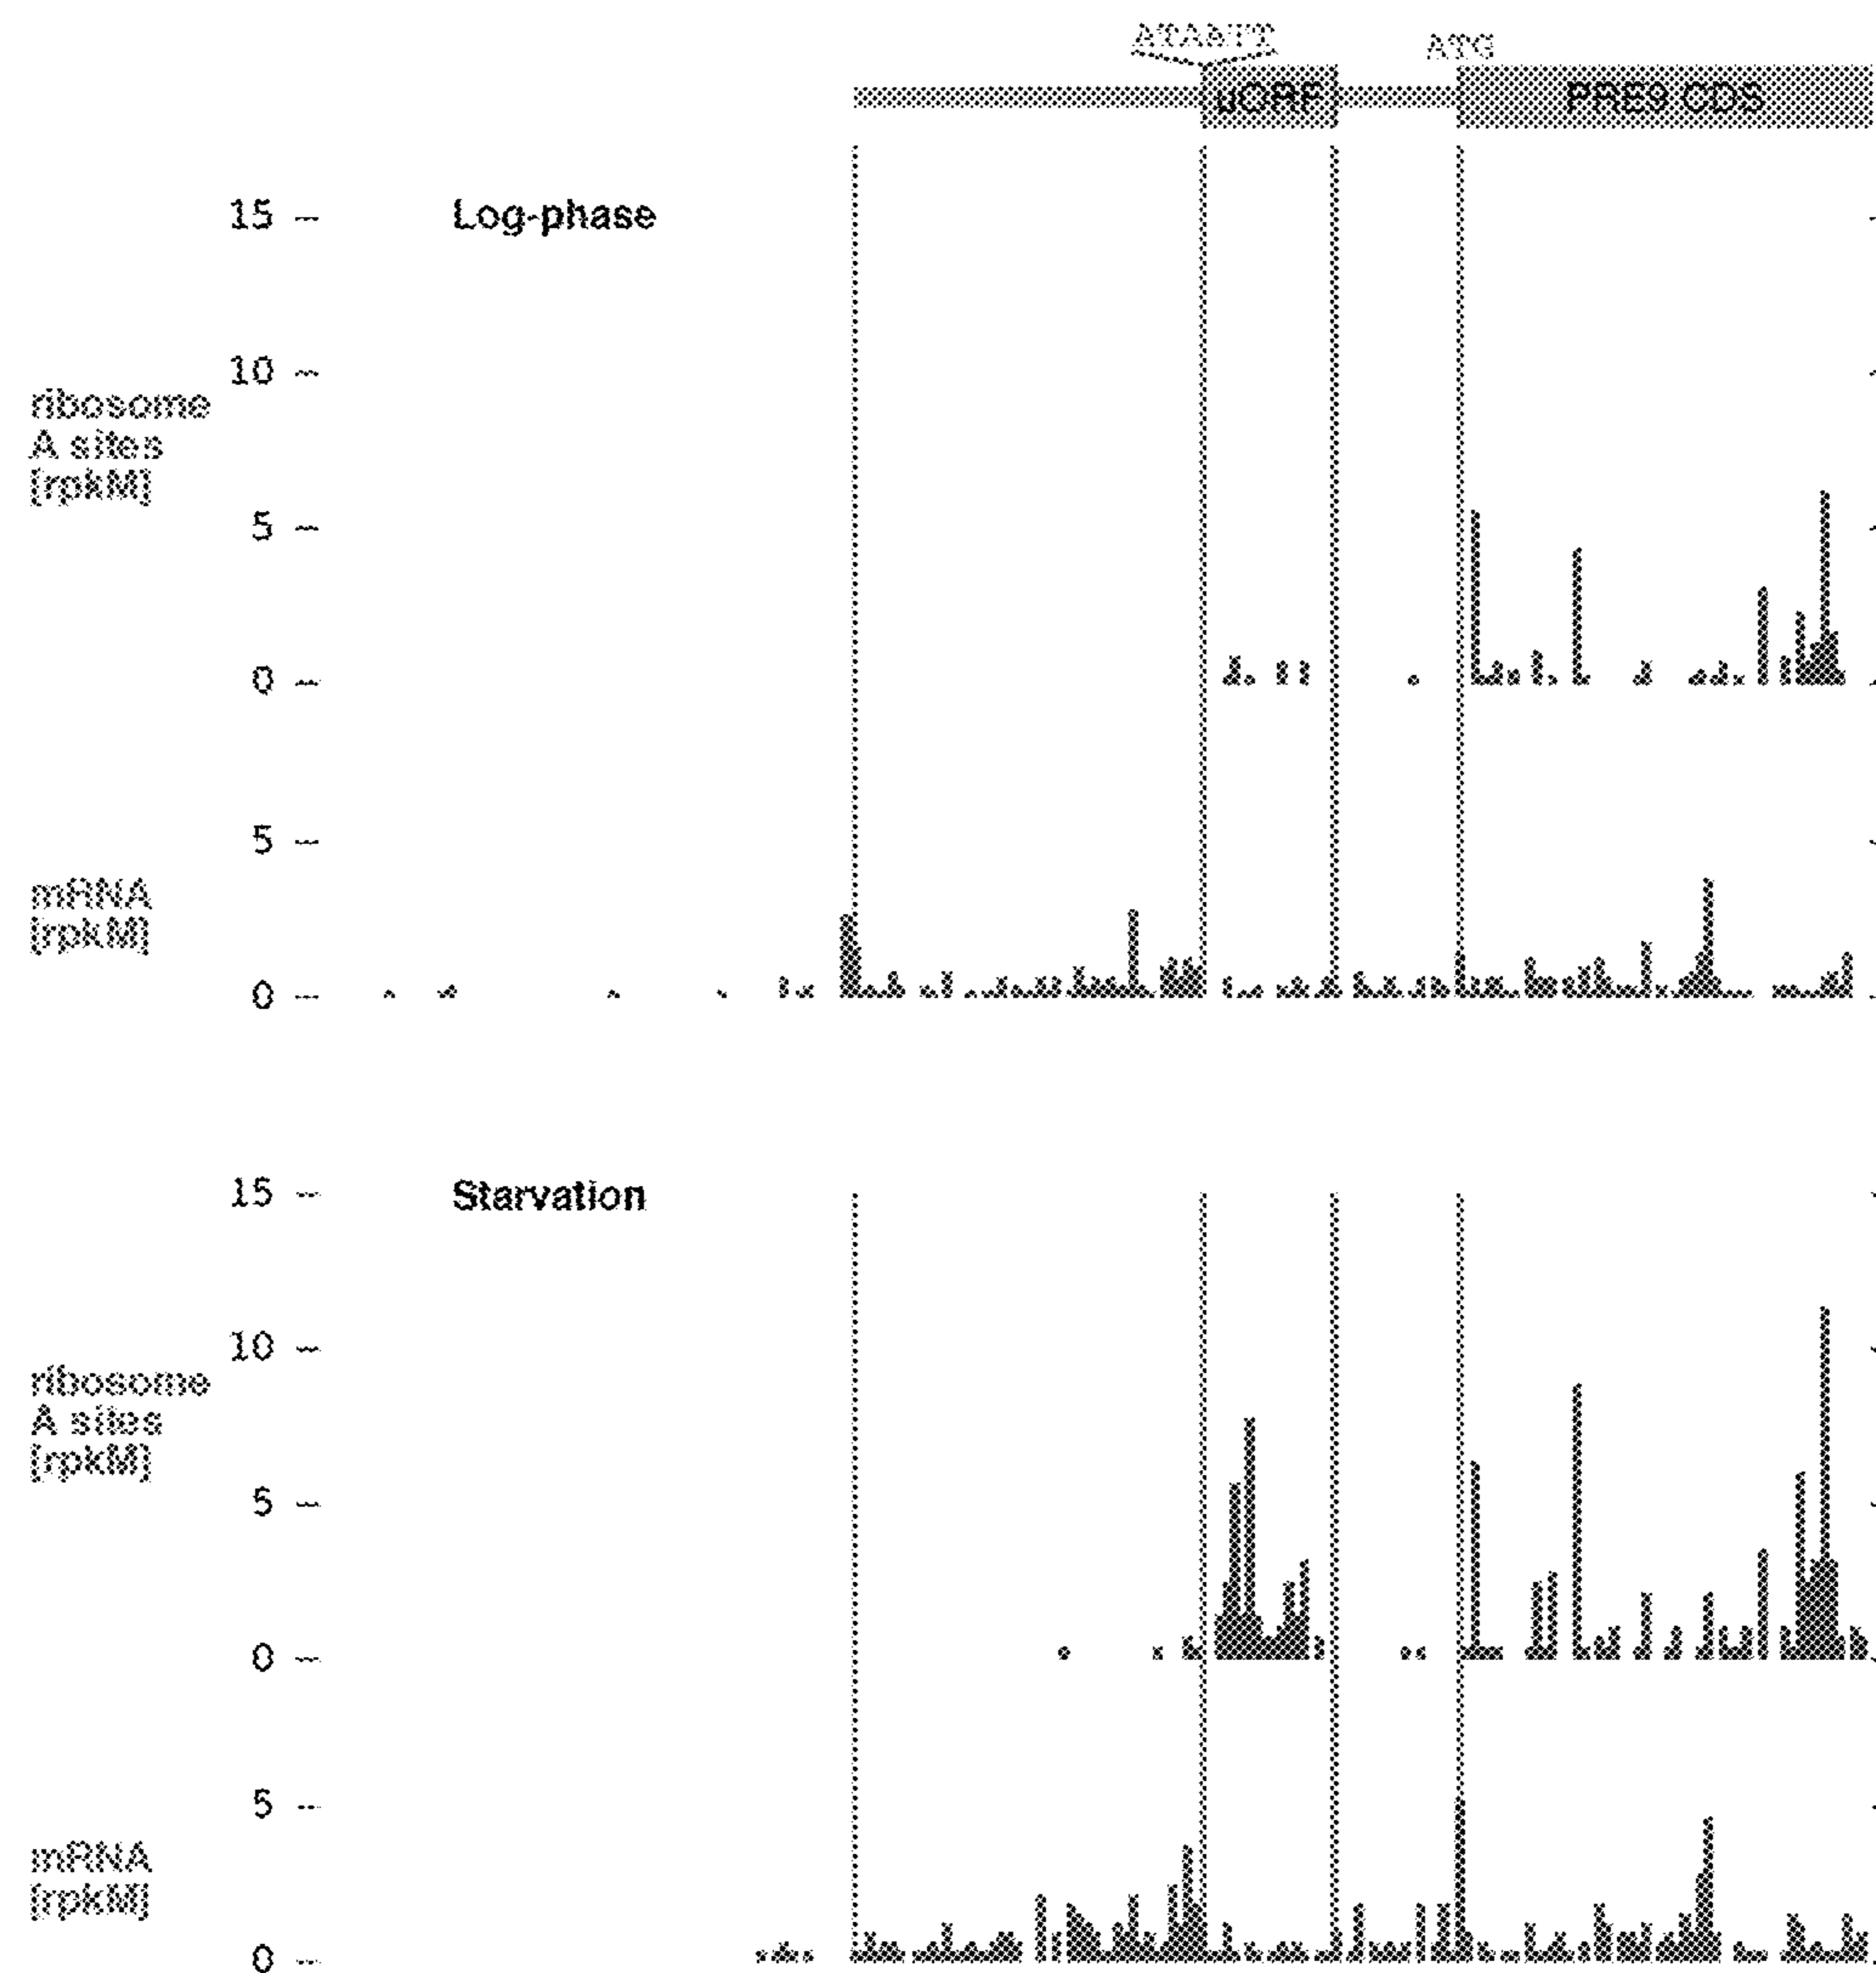 ATAATT ATG
uORF PRE9 CDS
15
Log-phase
10
ribosome
A sites
[rpkM]
5
0
5
mRNA
[rpkM]
0
15
Starvation
10
ribosome
A sites
[rpkM]
5
0
5
mRNA
[rpkM]
0